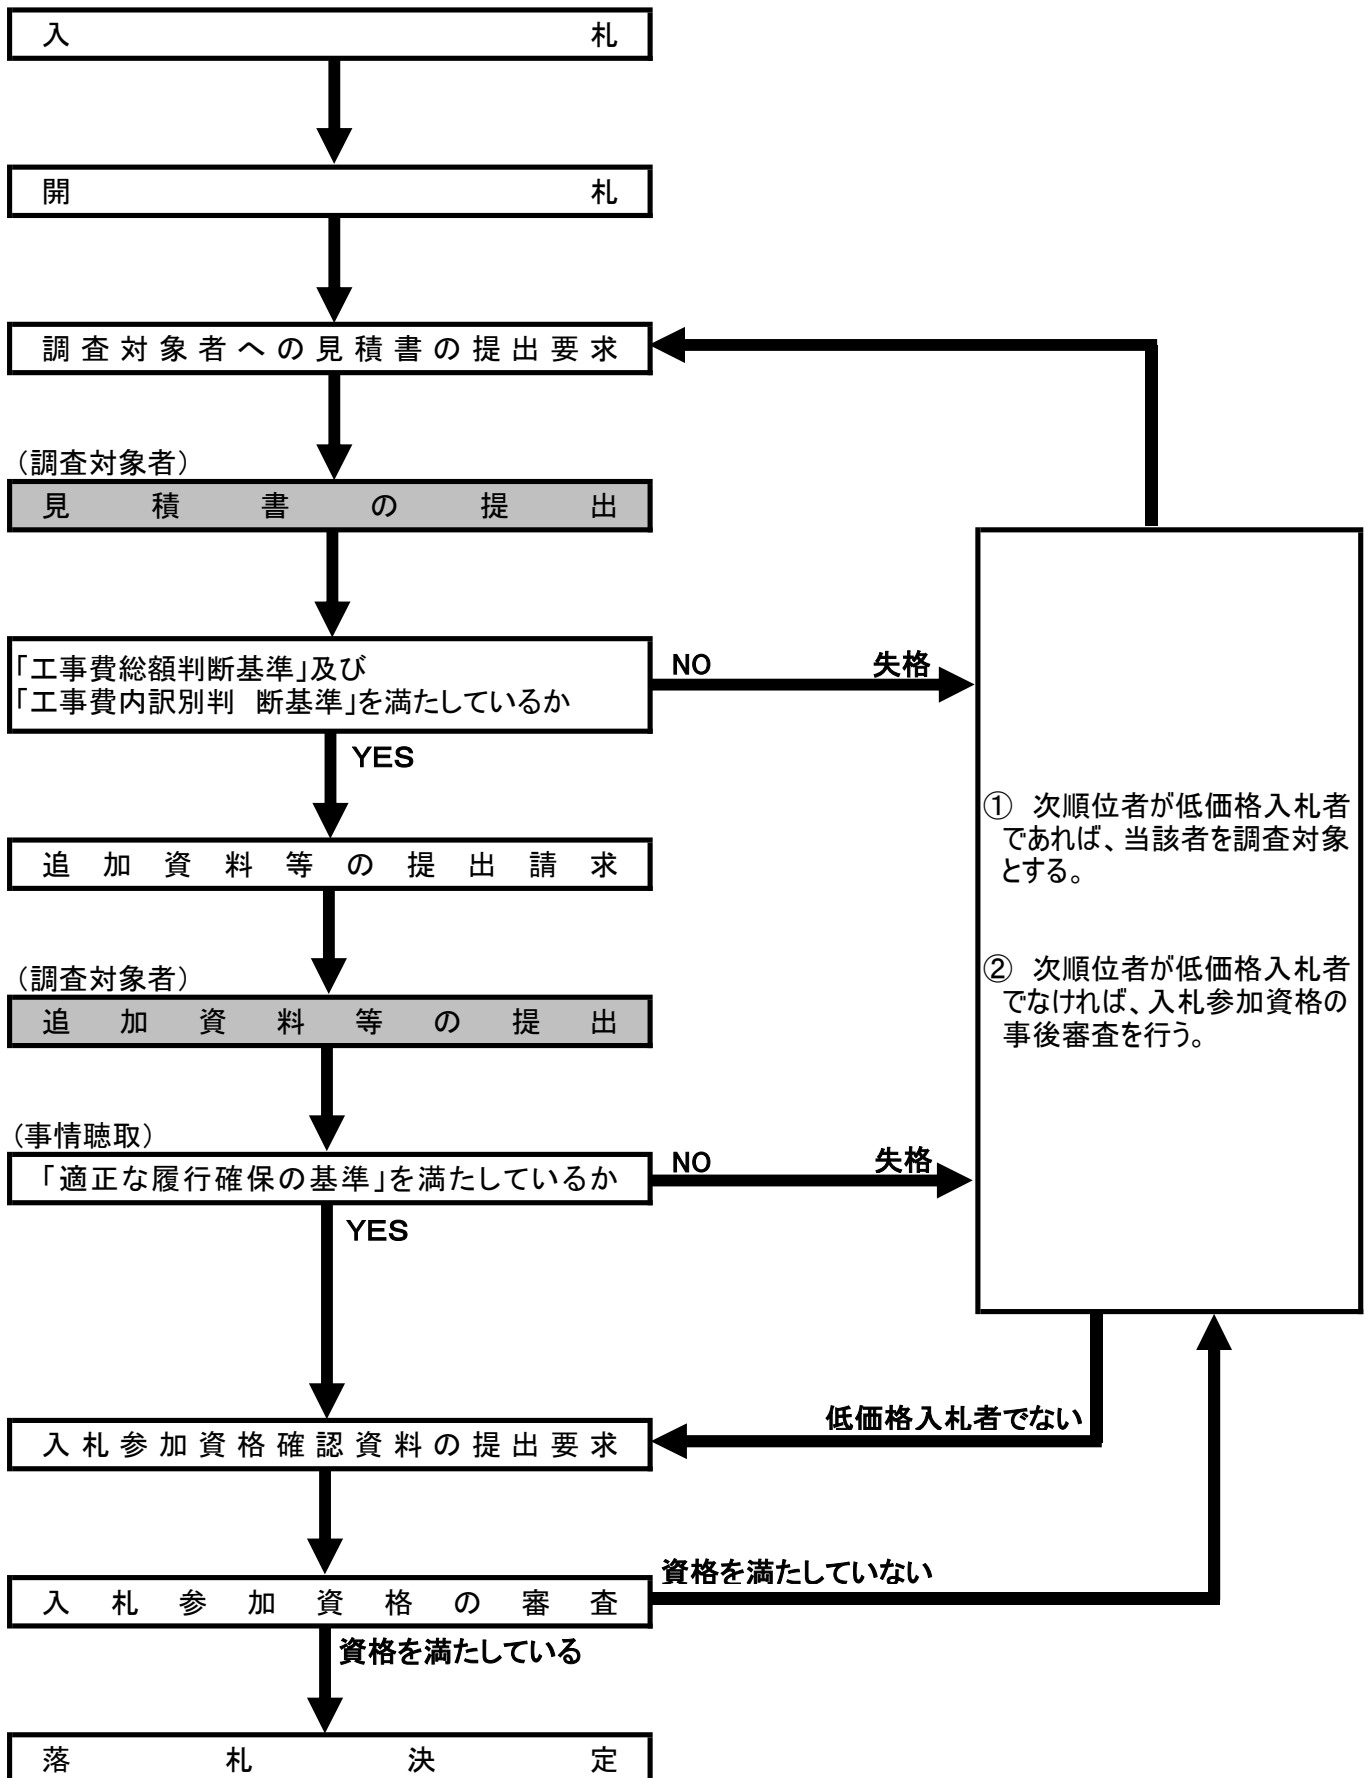 入札
開札
調査対象者への見積書の提出要求
（調査対象者）
見積書の提出
「工事費総額判断基準」及び
「工事費内訳別判　断基準」を満たしているか
NO
失格
YES
追加資料等の提出請求
（調査対象者）
追加資料等の提出
（事情聴取）
「適正な履行確保の基準」を満たしているか
NO
失格
YES
①　次順位者が低価格入札者
であれば、当該者を調査対象
とする。
②　次順位者が低価格入札者
でなければ、入札参加資格の
事後審査を行う。
低価格入札者でない
入札参加資格確認資料の提出要求
資格を満たしていない
入札参加資格の審査
資格を満たしている
落札決定